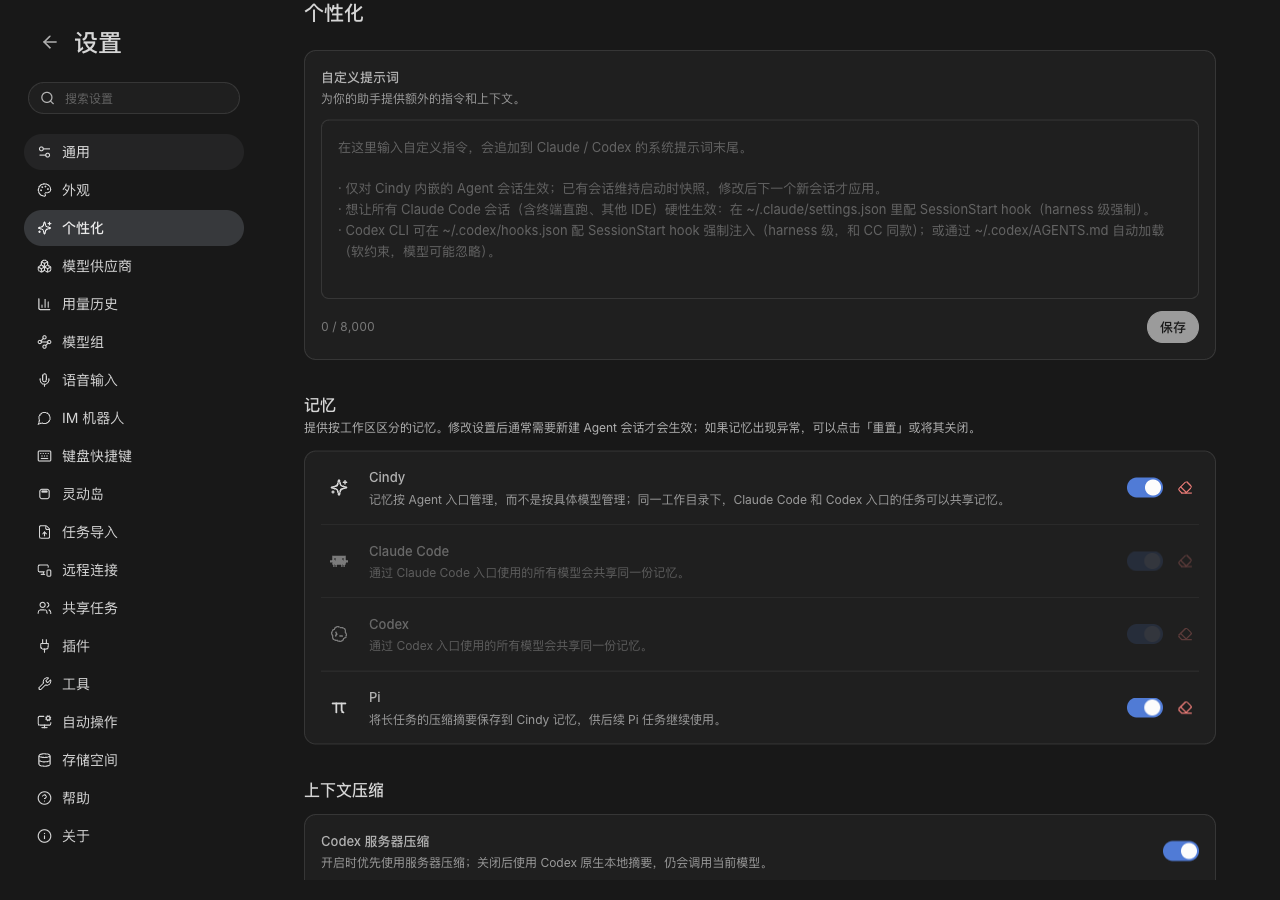 设置
搜索设置
通用
外观
个性化
模型供应商
用量历史
模型组
语音输入
IM 机器人
键盘快捷键
灵动岛
任务导入
远程连接
共享任务
插件
工具
自动操作
存储空间
帮助
关于
个性化
自定义提示词
为你的助手提供额外的指令和上下文。
在这里输入自定义指令，会追加到 Claude / Codex 的系统提示词末尾。
· 仅对 Cindy 内嵌的 Agent 会话生效；已有会话维持启动时快照，修改后下一个新会话才应用。
· 想让所有 Claude Code 会话（含终端直跑、其他 IDE）硬性生效：在 ~/.claude/settings.json 里配 SessionStart hook（harness 级强制）。
· Codex CLI 可在 ~/.codex/hooks.json 配 SessionStart hook 强制注入（harness 级，和 CC 同款）；或通过 ~/.codex/AGENTS.md 自动加载
（软约束，模型可能忽略）。
0 / 8,000
保存
记忆
提供按工作区区分的记忆。修改设置后通常需要新建 Agent 会话才会生效；如果记忆出现异常，可以点击「重置」或将其关闭。
Cindy
记忆按 Agent 入口管理，而不是按具体模型管理；同一工作目录下，Claude Code 和 Codex 入口的任务可以共享记忆。
Claude Code
通过 Claude Code 入口使用的所有模型会共享同一份记忆。
Codex
通过 Codex 入口使用的所有模型会共享同一份记忆。
Pi
将长任务的压缩摘要保存到 Cindy 记忆，供后续 Pi 任务继续使用。
上下文压缩
Codex 服务器压缩
开启时优先使用服务器压缩；关闭后使用 Codex 原生本地摘要，仍会调用当前模型。